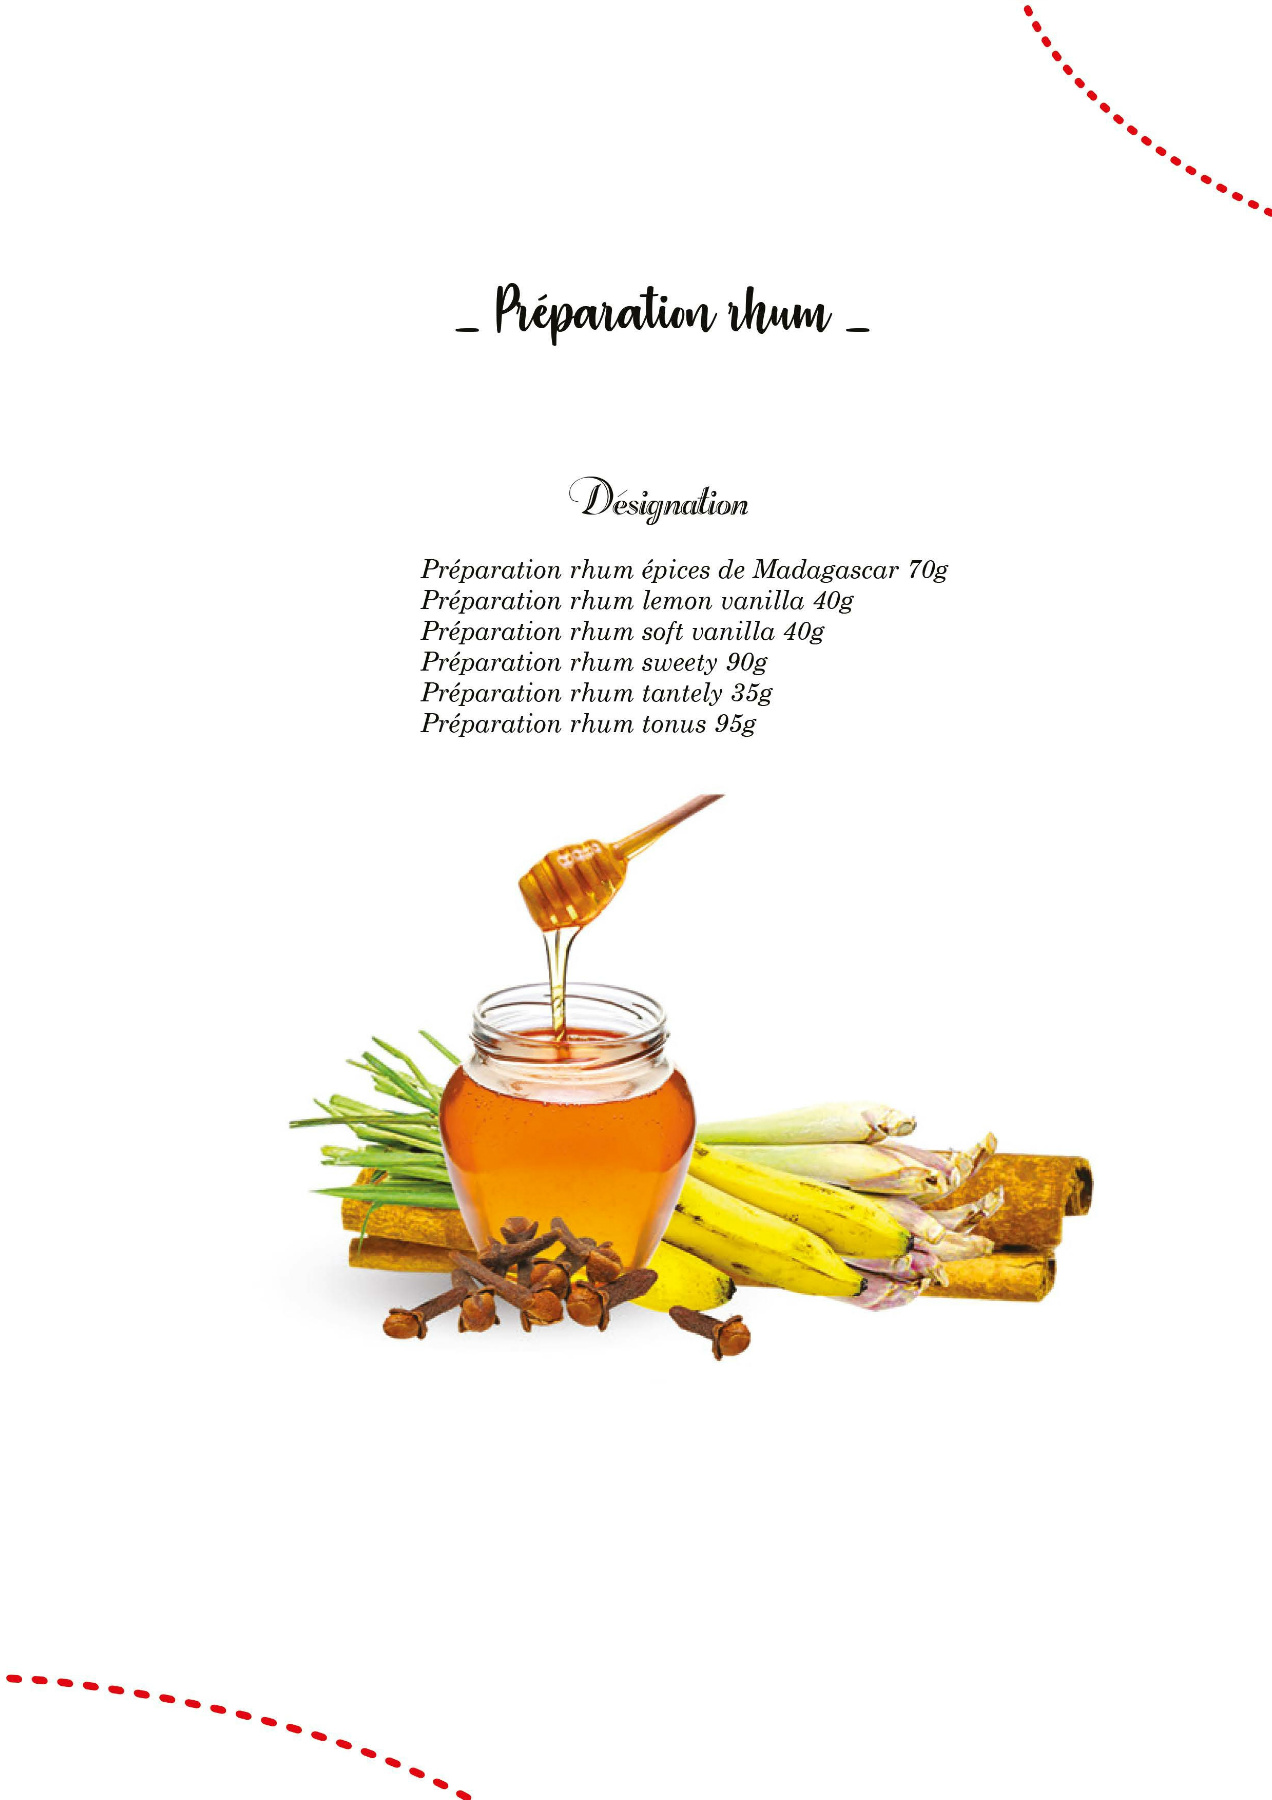 _ Préparation rhum _
Désignation
Préparation rhum épices de Madagascar 70g
Préparation rhum lemon vanilla 40g
Préparation rhum soft vanilla 40g
Préparation rhum sweety 90g
Préparation rhum tantely 35g
Préparation rhum tonus 95g